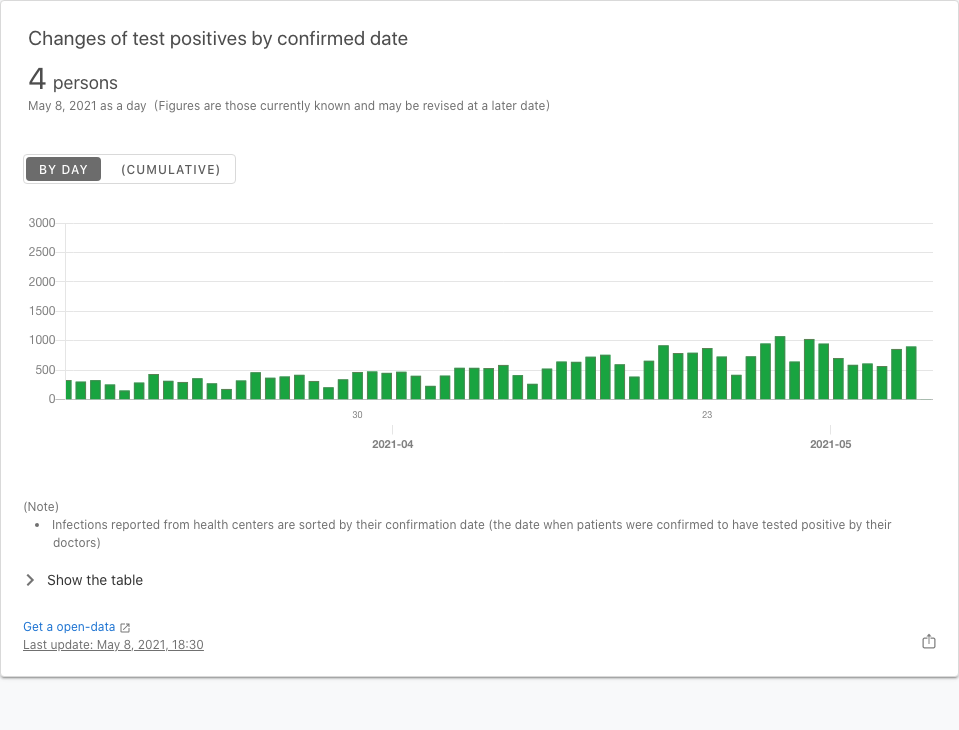 Changes of test positives by confirmed date
4 persons
May 8, 2021 as a day (Figures are those currently known and may be revised at a later date)
BY DAY (CUMULATIVE)
3000
2500
2000
1500
1000
500
0
30 23
2021-04 2021-05
(Note)
• Infections reported from health centers are sorted by their confirmation date (the date when patients were confirmed to have tested positive by their
doctors)
Show the table
Get a open-data
Last update: May 8, 2021, 18:30